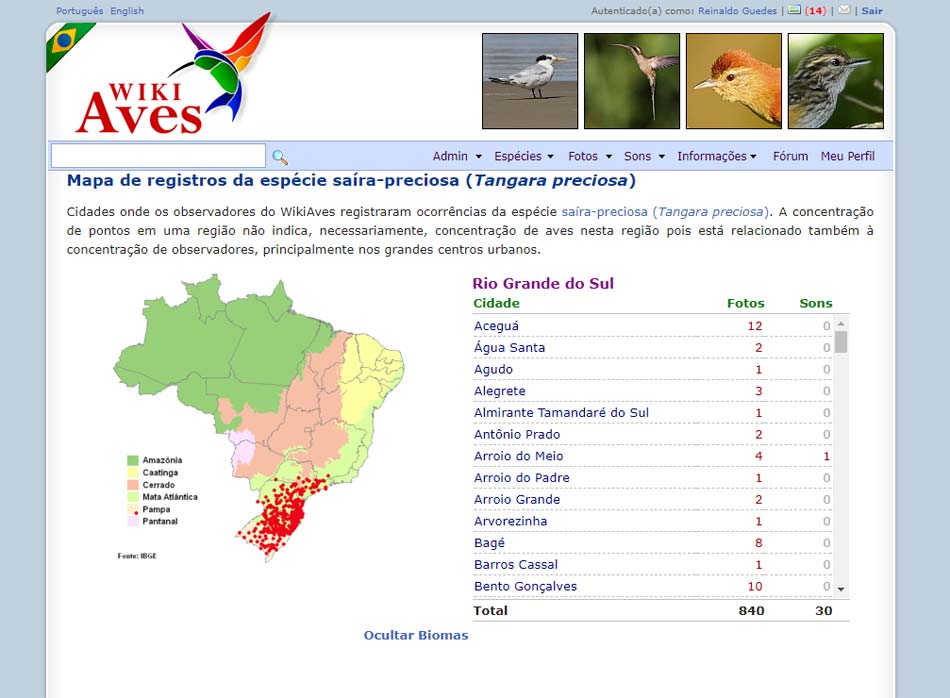 Português English
Autenticado(a) como: Reinaldo Guedes | (14) | | Sair
WIKI
Aves
Admin Espécies Fotos Sons Informações Fórum Meu Perfil
Mapa de registros da espécie saíra-preciosa (Tangara preciosa)
Cidades onde os observadores do WikiAves registraram ocorrências da espécie saíra-preciosa (Tangara preciosa). A concentração
de pontos em uma região não indica, necessariamente, concentração de aves nesta região pois está relacionado também à
concentração de observadores, principalmente nos grandes centros urbanos.
Amazônia
Caatinga
Cerrado
Mata Atlântica
Pampa
Pantanal
Fonte: IBGE
Rio Grande do Sul
Cidade Fotos Sons
Aceguá 12 0
Água Santa 2 0
Agudo 1 0
Alegrete 3 0
Almirante Tamandaré do Sul 1 0
Antônio Prado 2 0
Arroio do Meio 4 1
Arroio do Padre 1 0
Arroio Grande 2 0
Arvorezinha 1 0
Bagé 8 0
Barros Cassal 1 0
Bento Gonçalves 10 0
Total 840 30
Ocultar Biomas